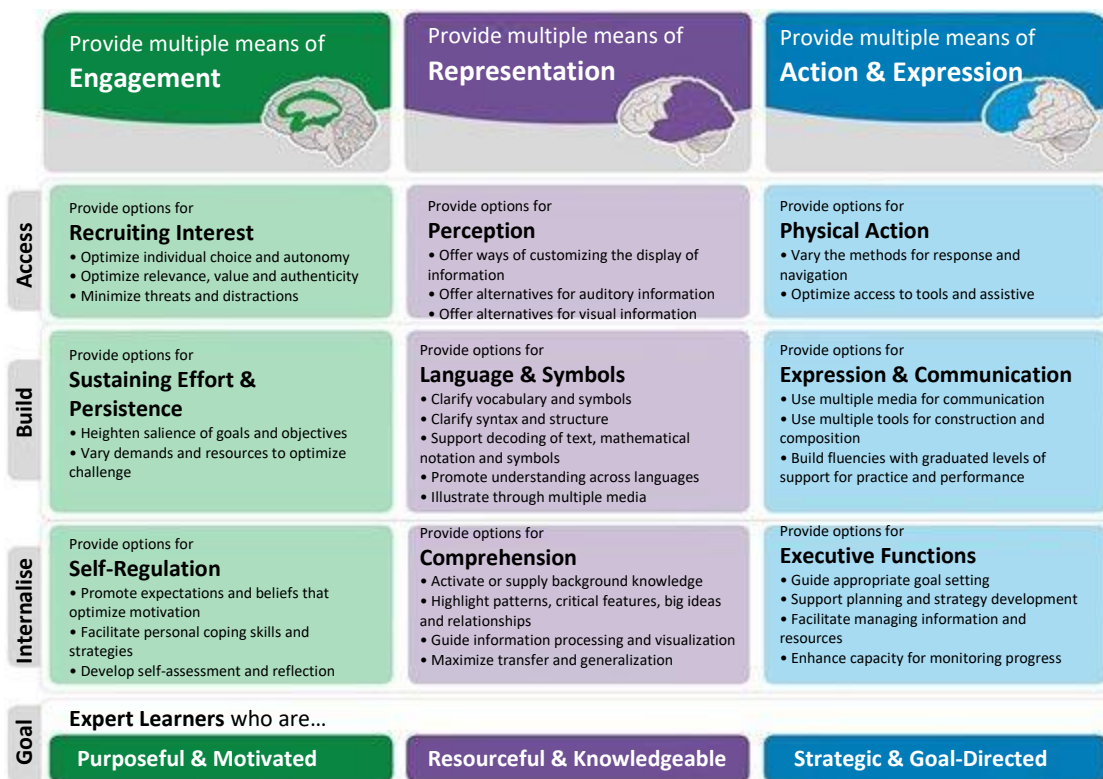 Provide multiple means of
Engagement
Provide multiple means of
Representation
Provide multiple means of
Action & Expression
Access
Provide options for
Recruiting Interest
• Optimize individual choice and autonomy
• Optimize relevance, value and authenticity
• Minimize threats and distractions
Provide options for
Perception
• Offer ways of customizing the display of
information
• Offer alternatives for auditory information
• Offer alternatives for visual information
Provide options for
Physical Action
• Vary the methods for response and
navigation
• Optimize access to tools and assistive
Build
Provide options for
Sustaining Effort &
Persistence
• Heighten salience of goals and objectives
• Vary demands and resources to optimize
challenge
Provide options for
Language & Symbols
• Clarify vocabulary and symbols
• Clarify syntax and structure
• Support decoding of text, mathematical
notation and symbols
• Promote understanding across languages
• Illustrate through multiple media
Provide options for
Expression & Communication
• Use multiple media for communication
• Use multiple tools for construction and
composition
• Build fluencies with graduated levels of
support for practice and performance
Internalise
Provide options for
Self-Regulation
• Promote expectations and beliefs that
optimize motivation
• Facilitate personal coping skills and
strategies
• Develop self-assessment and reflection
Provide options for
Comprehension
• Activate or supply background knowledge
• Highlight patterns, critical features, big ideas
and relationships
• Guide information processing and visualization
• Maximize transfer and generalization
Provide options for
Executive Functions
• Guide appropriate goal setting
• Support planning and strategy development
• Facilitate managing information and
resources
• Enhance capacity for monitoring progress
Goal
Expert Learners who are…
Purposeful & Motivated
Resourceful & Knowledgeable
Strategic & Goal-Directed